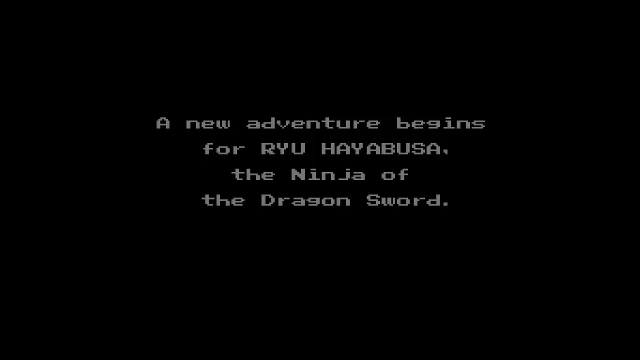 A new adventure begins
for RYU HAYABUSA,
the Ninja of
the Dragon Sword.